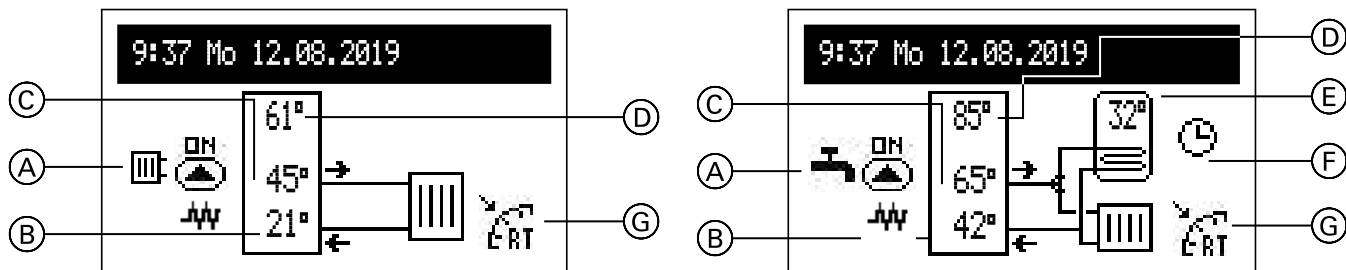 9:37 Mo 12.08.2019
C
61°
D
ON
A
45°
B
21°
RT
G
9:37 Mo 12.08.2019
D
C
85°
32°
E
ON
A
65°
F
B
42°
RT
G